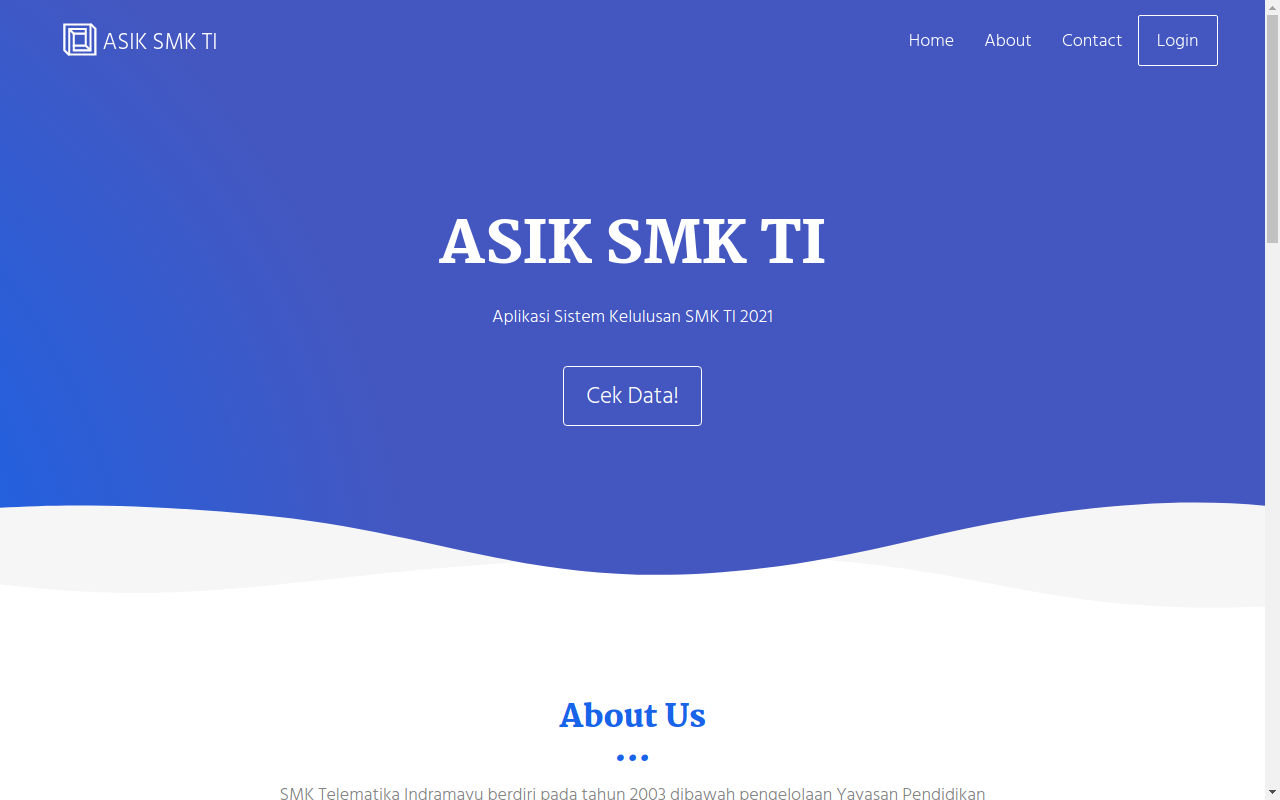 ASIK SMK TI
Home About Contact Login
ASIK SMK TI
Aplikasi Sistem Kelulusan SMK TI 2021
Cek Data!
About Us
SMK Telematika Indramayu berdiri pada tahun 2003 dibawah pengelolaan Yayasan Pendidikan